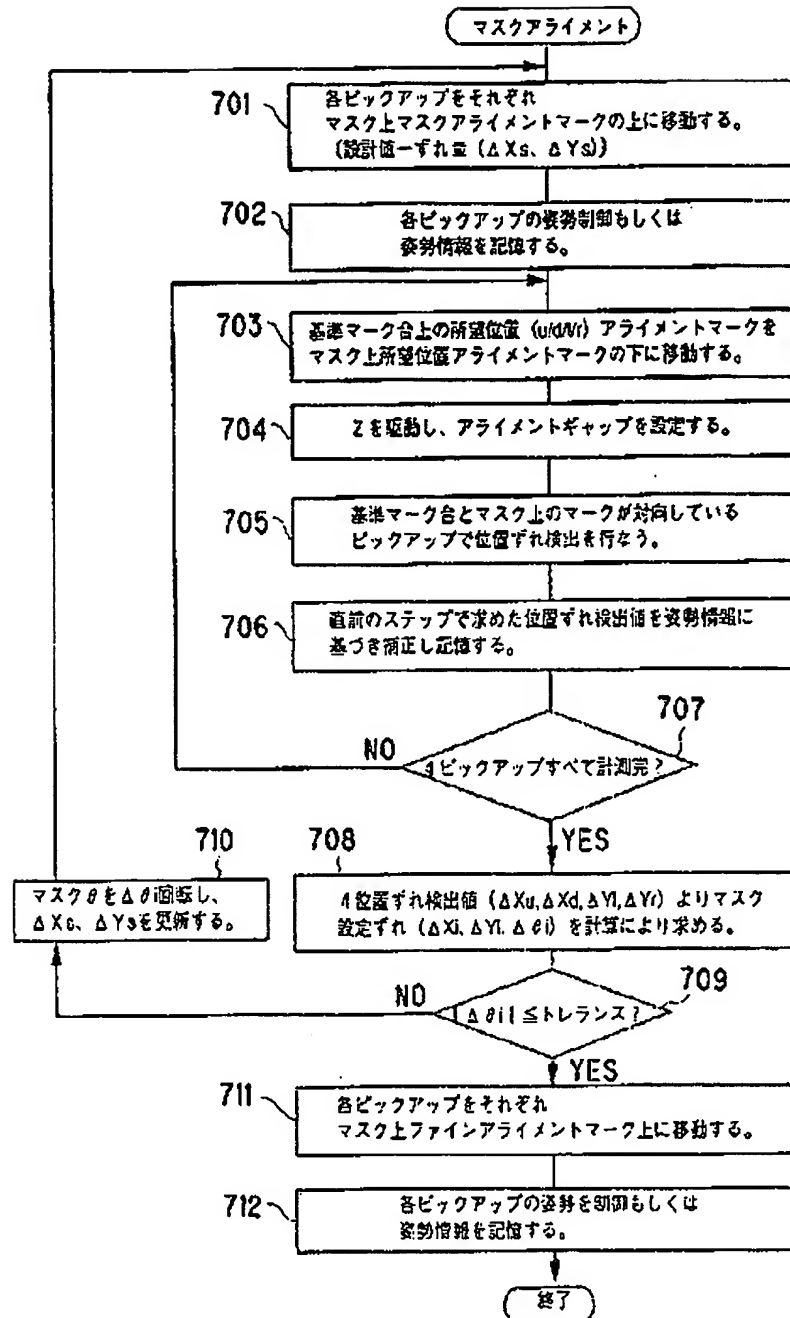 マスクアライメント
701
各ピックアップをそれぞれ
マスク上マスクアライメントマークの上に移動する。
{設計値ーずれ量 (ΔXs、ΔYs)}
702
各ピックアップの姿勢制御もしくは
姿勢情報を記憶する。
703
基準マーク台上の所望位置 (u/d/l/r) アライメントマークを
マスク上所望位置アライメントマークの下に移動する。
704
Zを駆動し、アライメントギャップを設定する。
705
基準マーク台とマスク上のマークが対向している
ピックアップで位置ずれ検出を行なう。
706
直前のステップで求めた位置ずれ検出値を姿勢情報に
基づき補正し記憶する。
707
NO
4ピックアップすべて計測完?
YES
710
708
マスクθをΔθi回転し、
ΔXs、ΔYsを更新する。
4位置ずれ検出値 (ΔXu,ΔXd,ΔYl,ΔYr) よりマスク
設定ずれ (ΔXi,ΔYi,Δθi) を計算により求める。
709
NO
|Δθi|≦トレランス?
YES
711
各ピックアップをそれぞれ
マスク上ファインアライメントマーク上に移動する。
712
各ピックアップの姿勢を制御もしくは
姿勢情報を記憶する。
終了